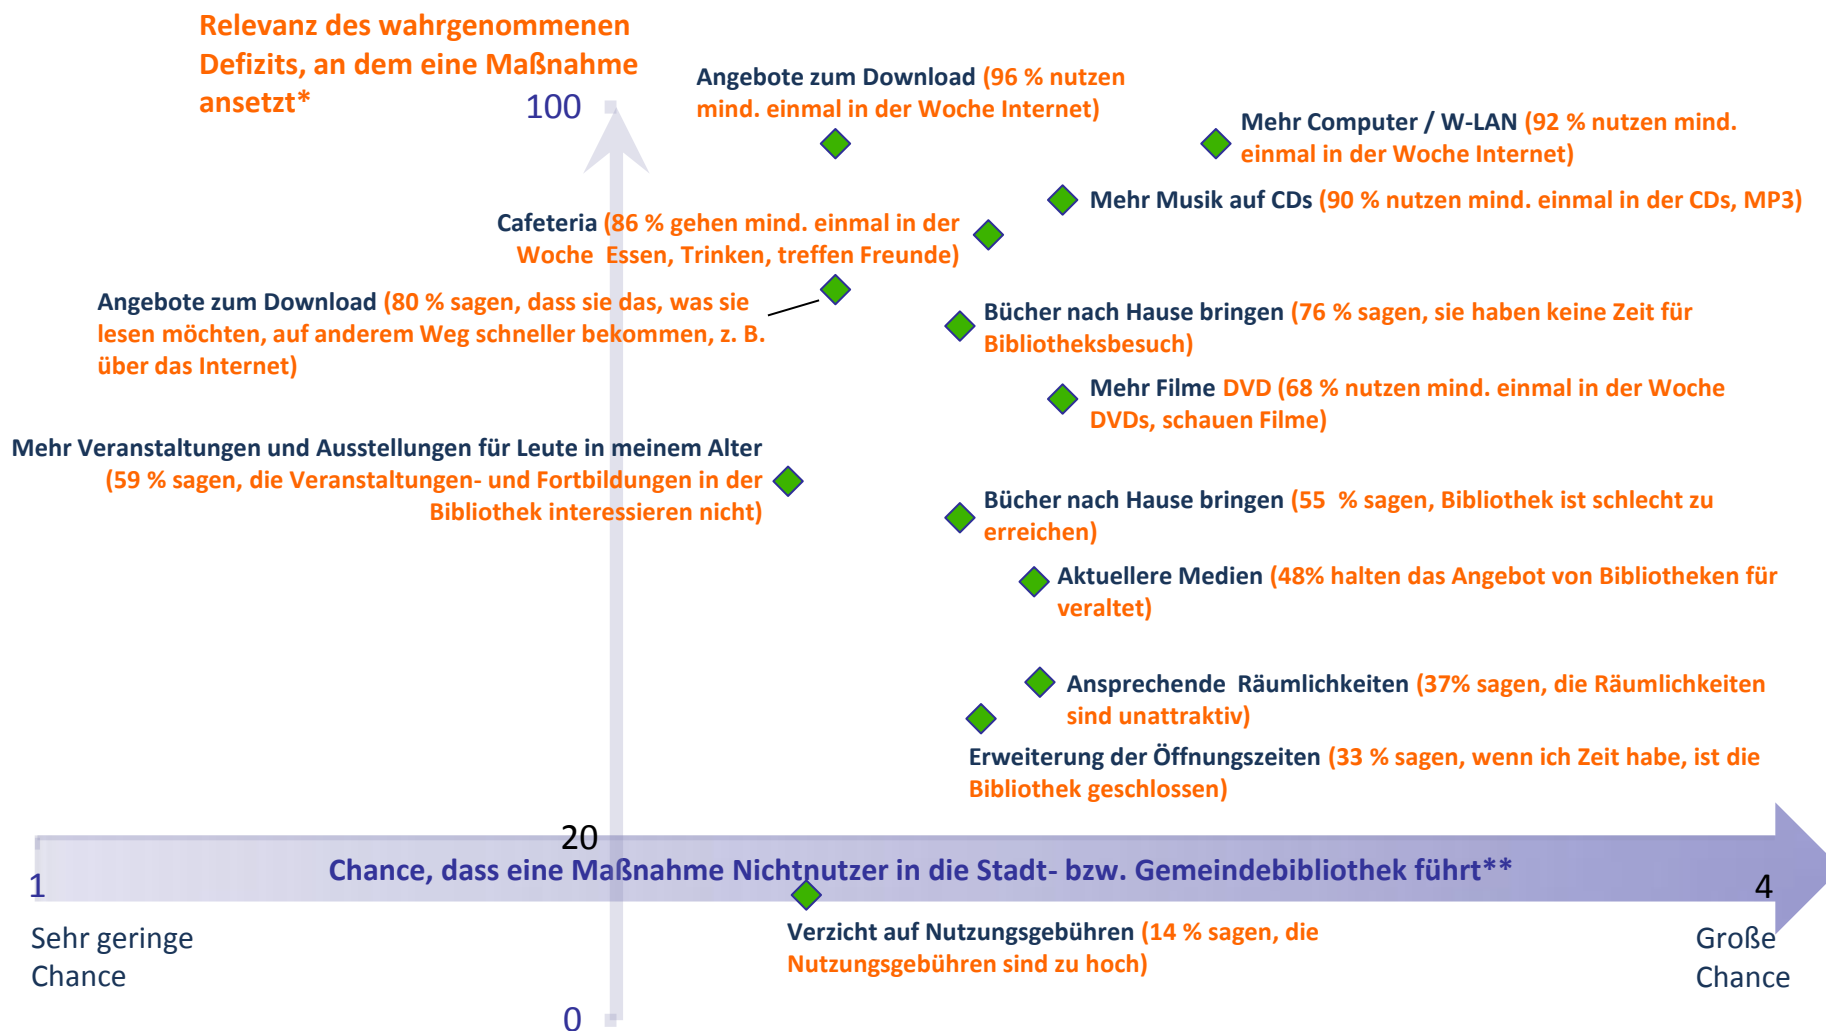 Relevanz des wahrgenommenen
Defizits, an dem eine Maßnahme
ansetzt*
100
Angebote zum Download (96 % nutzen
mind. einmal in der Woche Internet)
Mehr Computer / W-LAN (92 % nutzen mind.
einmal in der Woche Internet)
Mehr Musik auf CDs (90 % nutzen mind. einmal in der CDs, MP3)
Cafeteria (86 % gehen mind. einmal in der
Woche  Essen, Trinken, treffen Freunde)
Angebote zum Download (80 % sagen, dass sie das, was sie
lesen möchten, auf anderem Weg schneller bekommen, z. B.
über das Internet)
Bücher nach Hause bringen (76 % sagen, sie haben keine Zeit für
Bibliotheksbesuch)
Mehr Filme DVD (68 % nutzen mind. einmal in der Woche
DVDs, schauen Filme)
Mehr Veranstaltungen und Ausstellungen für Leute in meinem Alter
(59 % sagen, die Veranstaltungen- und Fortbildungen in der
Bibliothek interessieren nicht)
Bücher nach Hause bringen (55  % sagen, Bibliothek ist schlecht zu
erreichen)
Aktuellere Medien (48% halten das Angebot von Bibliotheken für
veraltet)
Ansprechende  Räumlichkeiten (37% sagen, die Räumlichkeiten
sind unattraktiv)
Erweiterung der Öffnungszeiten (33 % sagen, wenn ich Zeit habe, ist die
Bibliothek geschlossen)
20
Chance, dass eine Maßnahme Nichtnutzer in die Stadt- bzw. Gemeindebibliothek führt**
1
4
Sehr geringe
Chance
Große
Chance
Verzicht auf Nutzungsgebühren (14 % sagen, die
Nutzungsgebühren sind zu hoch)
0